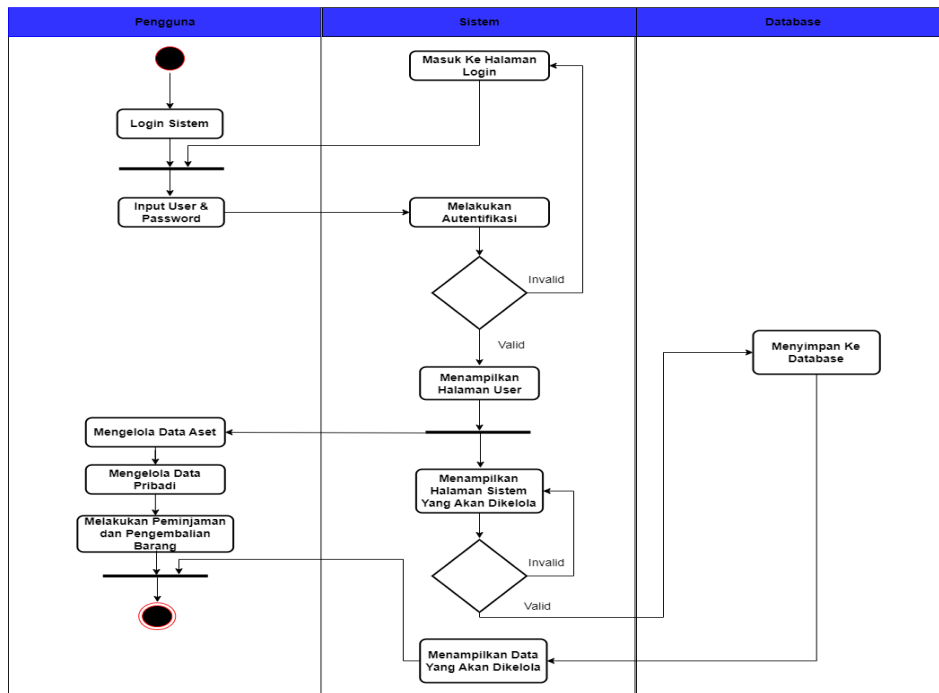 Pengguna
Sistem
Database
Masuk Ke Halaman
Login
Login Sistem
Input User &
Password
Melakukan
Autentifikasi
Invalid
Valid
Menyimpan Ke
Database
Menampilkan
Halaman User
Mengelola Data Aset
Mengelola Data
Pribadi
Menampilkan
Halaman Sistem
Yang Akan Dikelola
Melakukan Peminjaman
dan Pengembalian
Barang
Invalid
Valid
Menampilkan Data
Yang Akan Dikelola